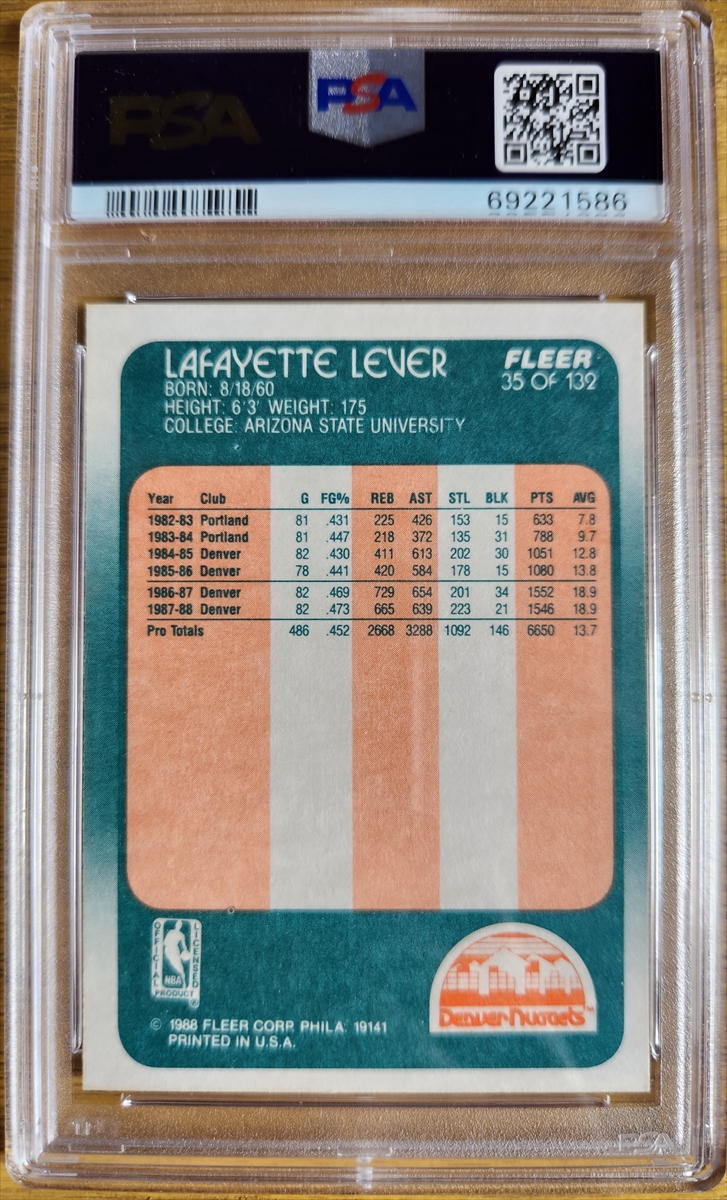 PSA
PSA
69221586
LAFAYETTE LEVER
FLEER
35 OF 132
BORN: 8/18/60
HEIGHT: 6'3' WEIGHT: 175
COLLEGE: ARIZONA STATE UNIVERSITY
Year Club G FG% REB AST STL BLK PTS AVG
1982-83 Portland 81 .431 225 426 153 15 633 7.8
1983-84 Portland 81 .447 218 372 135 31 788 9.7
1984-85 Denver 82 .430 411 613 202 30 1051 12.8
1985-86 Denver 78 .441 420 584 178 15 1080 13.8
1986-87 Denver 82 .469 729 654 201 34 1552 18.9
1987-88 Denver 82 .473 665 639 223 21 1546 18.9
Pro Totals 486 .452 2668 3288 1092 146 6650 13.7
OFFICIAL
LICENSED
NBA
PRODUCT
®
Denver Nuggets™
© 1988 FLEER CORP. PHILA. 19141
PRINTED IN U.S.A.
PSA